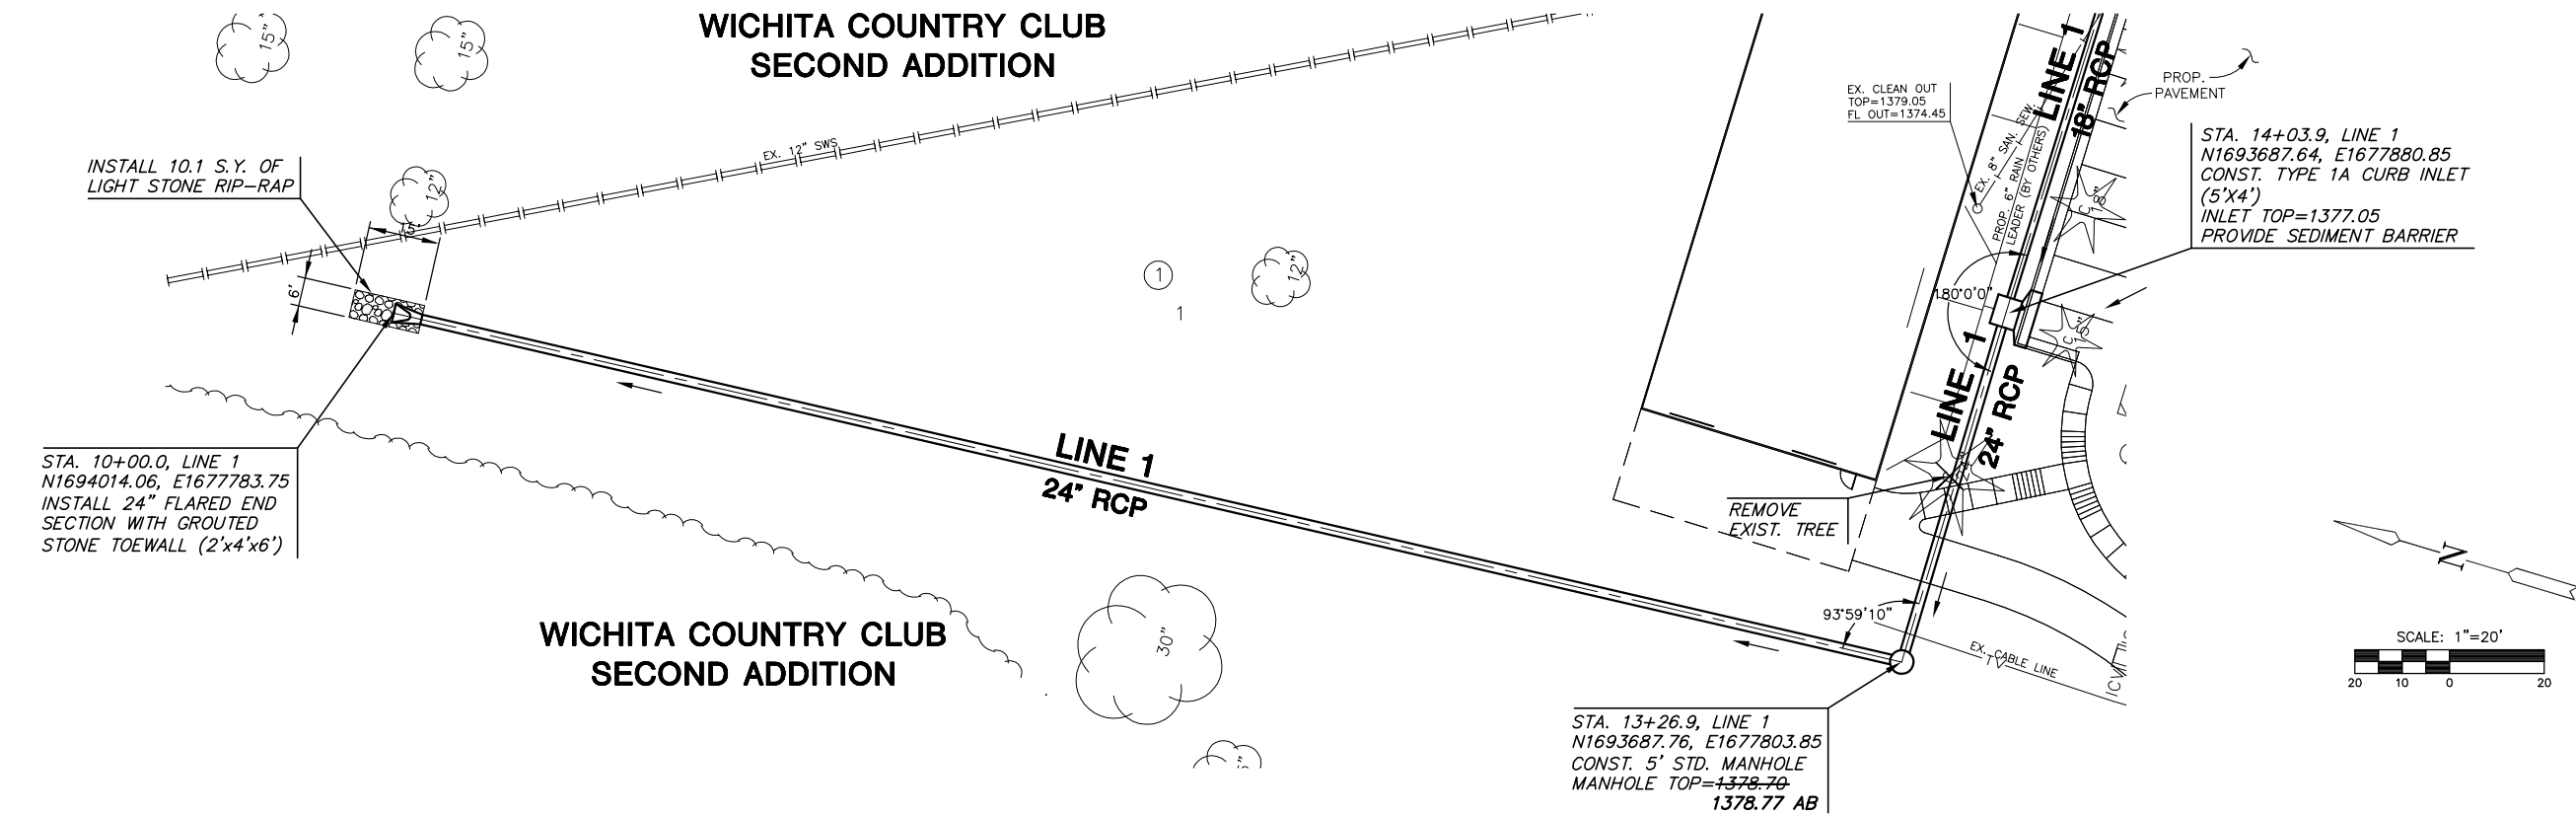 15"
15"
WICHITA COUNTRY CLUB
SECOND ADDITION
INSTALL 10.1 S.Y. OF
LIGHT STONE RIP-RAP
12"
EX. 12" SWS
15'
6'
1
1
12"
STA. 10+00.0, LINE 1
N1694014.06, E1677783.75
INSTALL 24" FLARED END
SECTION WITH GROUTED
STONE TOEWALL (2'x4'x6')
LINE 1
24" RCP
WICHITA COUNTRY CLUB
SECOND ADDITION
30"
EX. CLEAN OUT
TOP=1379.05
FL OUT=1374.45
EX. 8" SAN. SEW.
PROP. 6" RAIN
LEADER (BY OTHERS)
LINE 1
18" RCP
PROP.
PAVEMENT
STA. 14+03.9, LINE 1
N1693687.64, E1677880.85
CONST. TYPE 1A CURB INLET
(5'X4')
INLET TOP=1377.05
PROVIDE SEDIMENT BARRIER
180°0'0"
LINE 1
24" RCP
REMOVE
EXIST. TREE
93°59'10"
EX. CABLE LINE
TV
ICV
N
SCALE: 1"=20'
20 10 0 20
STA. 13+26.9, LINE 1
N1693687.76, E1677803.85
CONST. 5' STD. MANHOLE
MANHOLE TOP=1378.70
1378.77 AB